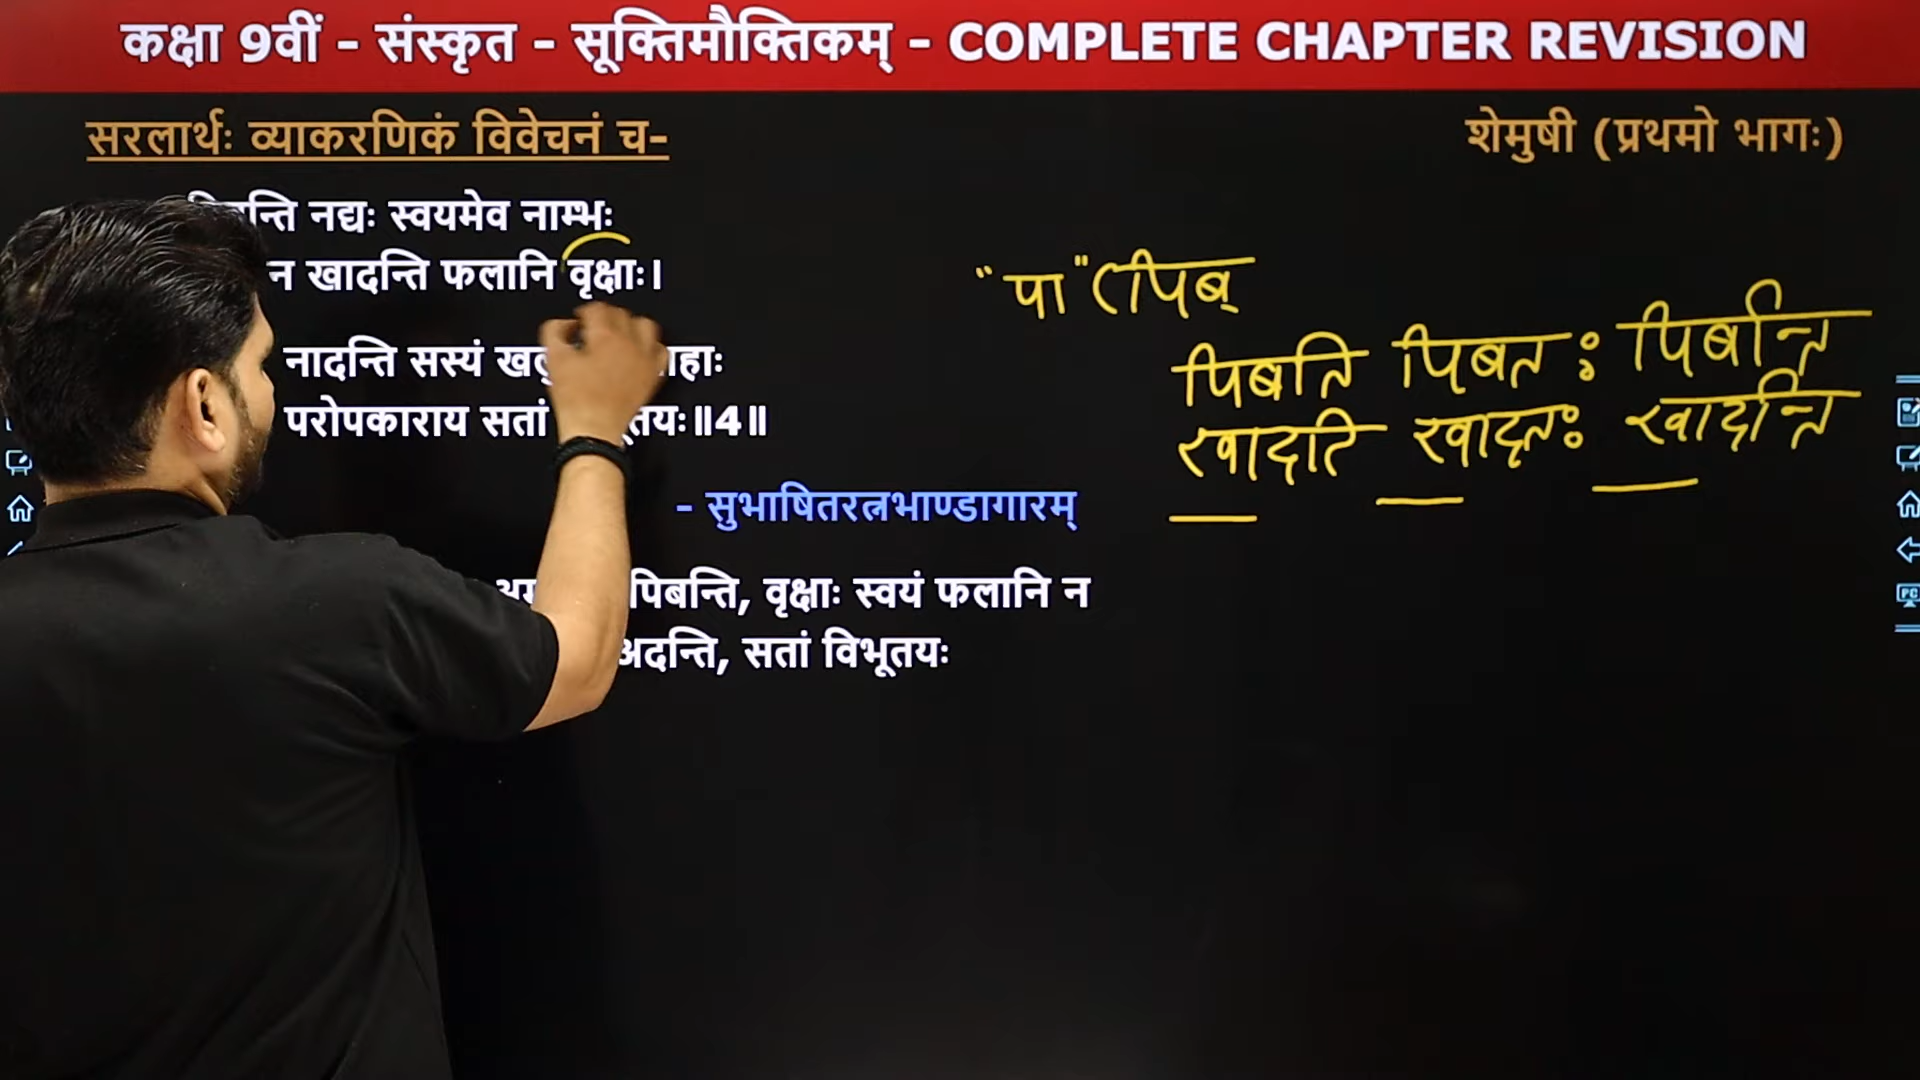 कक्षा 9वीं - संस्कृत - सूक्तिमौक्तिकम् - COMPLETE CHAPTER REVISION
सरलार्थः व्याकरणिकं विवेचनं च-
शेमुषी (प्रथमो भागः)
नद्यः स्वयमेव नाम्भः
न खादन्ति फलानि वृक्षाः।
नादन्ति सस्यं
परोपकाराय सतां ॥4॥
- सुभाषितरत्नभाण्डागारम्
पिबन्ति, वृक्षाः स्वयं फलानि न
अदन्ति, सतां विभूतयः
"पा" (पिब्
पिबति पिबतः पिबन्ति
खादति खादतः खादन्ति